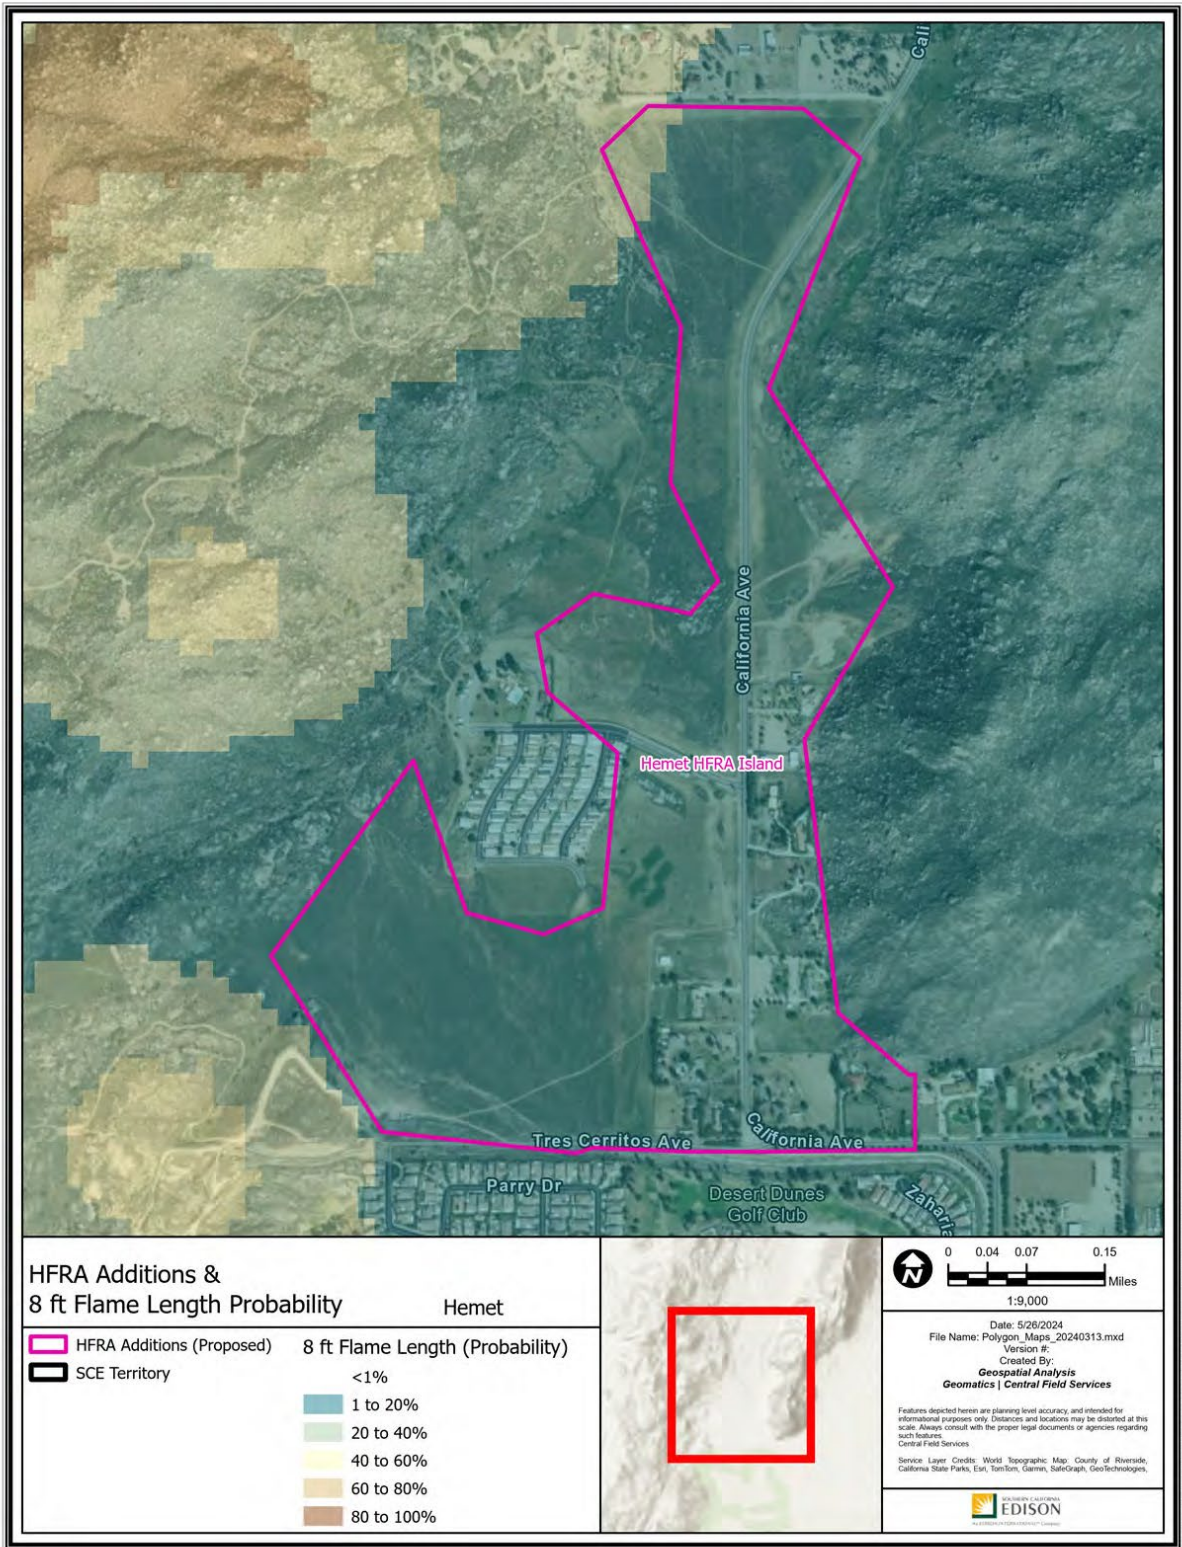 Cali
California Ave
Hemet HFRA Island
Tres Cerritos Ave
California Ave
Parry Dr
Desert Dunes
Golf Club
Zaharia
HFRA Additions &
8 ft Flame Length Probability
Hemet
HFRA Additions (Proposed)
SCE Territory
8 ft Flame Length (Probability)
<1%
1 to 20%
20 to 40%
40 to 60%
60 to 80%
80 to 100%
N
0 0.04 0.07 0.15
Miles
1:9,000
Date: 5/26/2024
File Name: Polygon_Maps_20240313.mxd
Version #:
Created By:
Geospatial Analysis
Geomatics | Central Field Services
Features depicted herein are planning level accuracy, and intended for
informational purposes only. Distances and locations may be distorted at this
scale. Always consult with the proper legal documents or agencies regarding
such features.
Central Field Services
Service Layer Credits: World Topographic Map: County of Riverside,
California State Parks, Esri, TomTom, Garmin, SafeGraph, GeoTechnologies,
SOUTHERN CALIFORNIA
EDISON
An EDISON INTERNATIONAL® Company